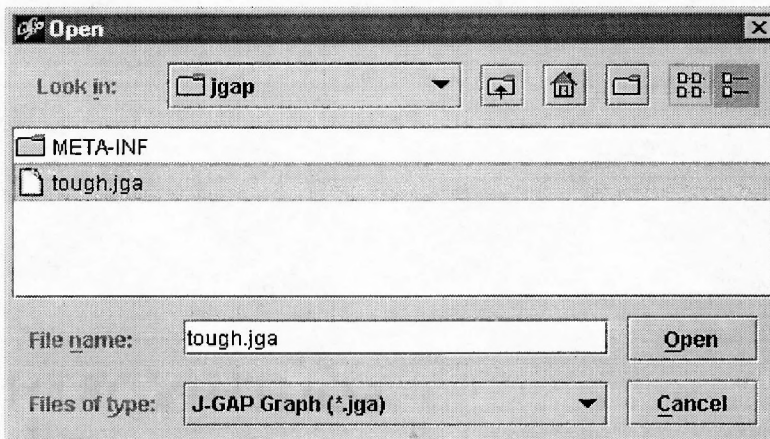 Open
Look in: jgap
META-INF
tough.jga
File name: tough.jga Open
Files of type: J-GAP Graph (*.jga) Cancel